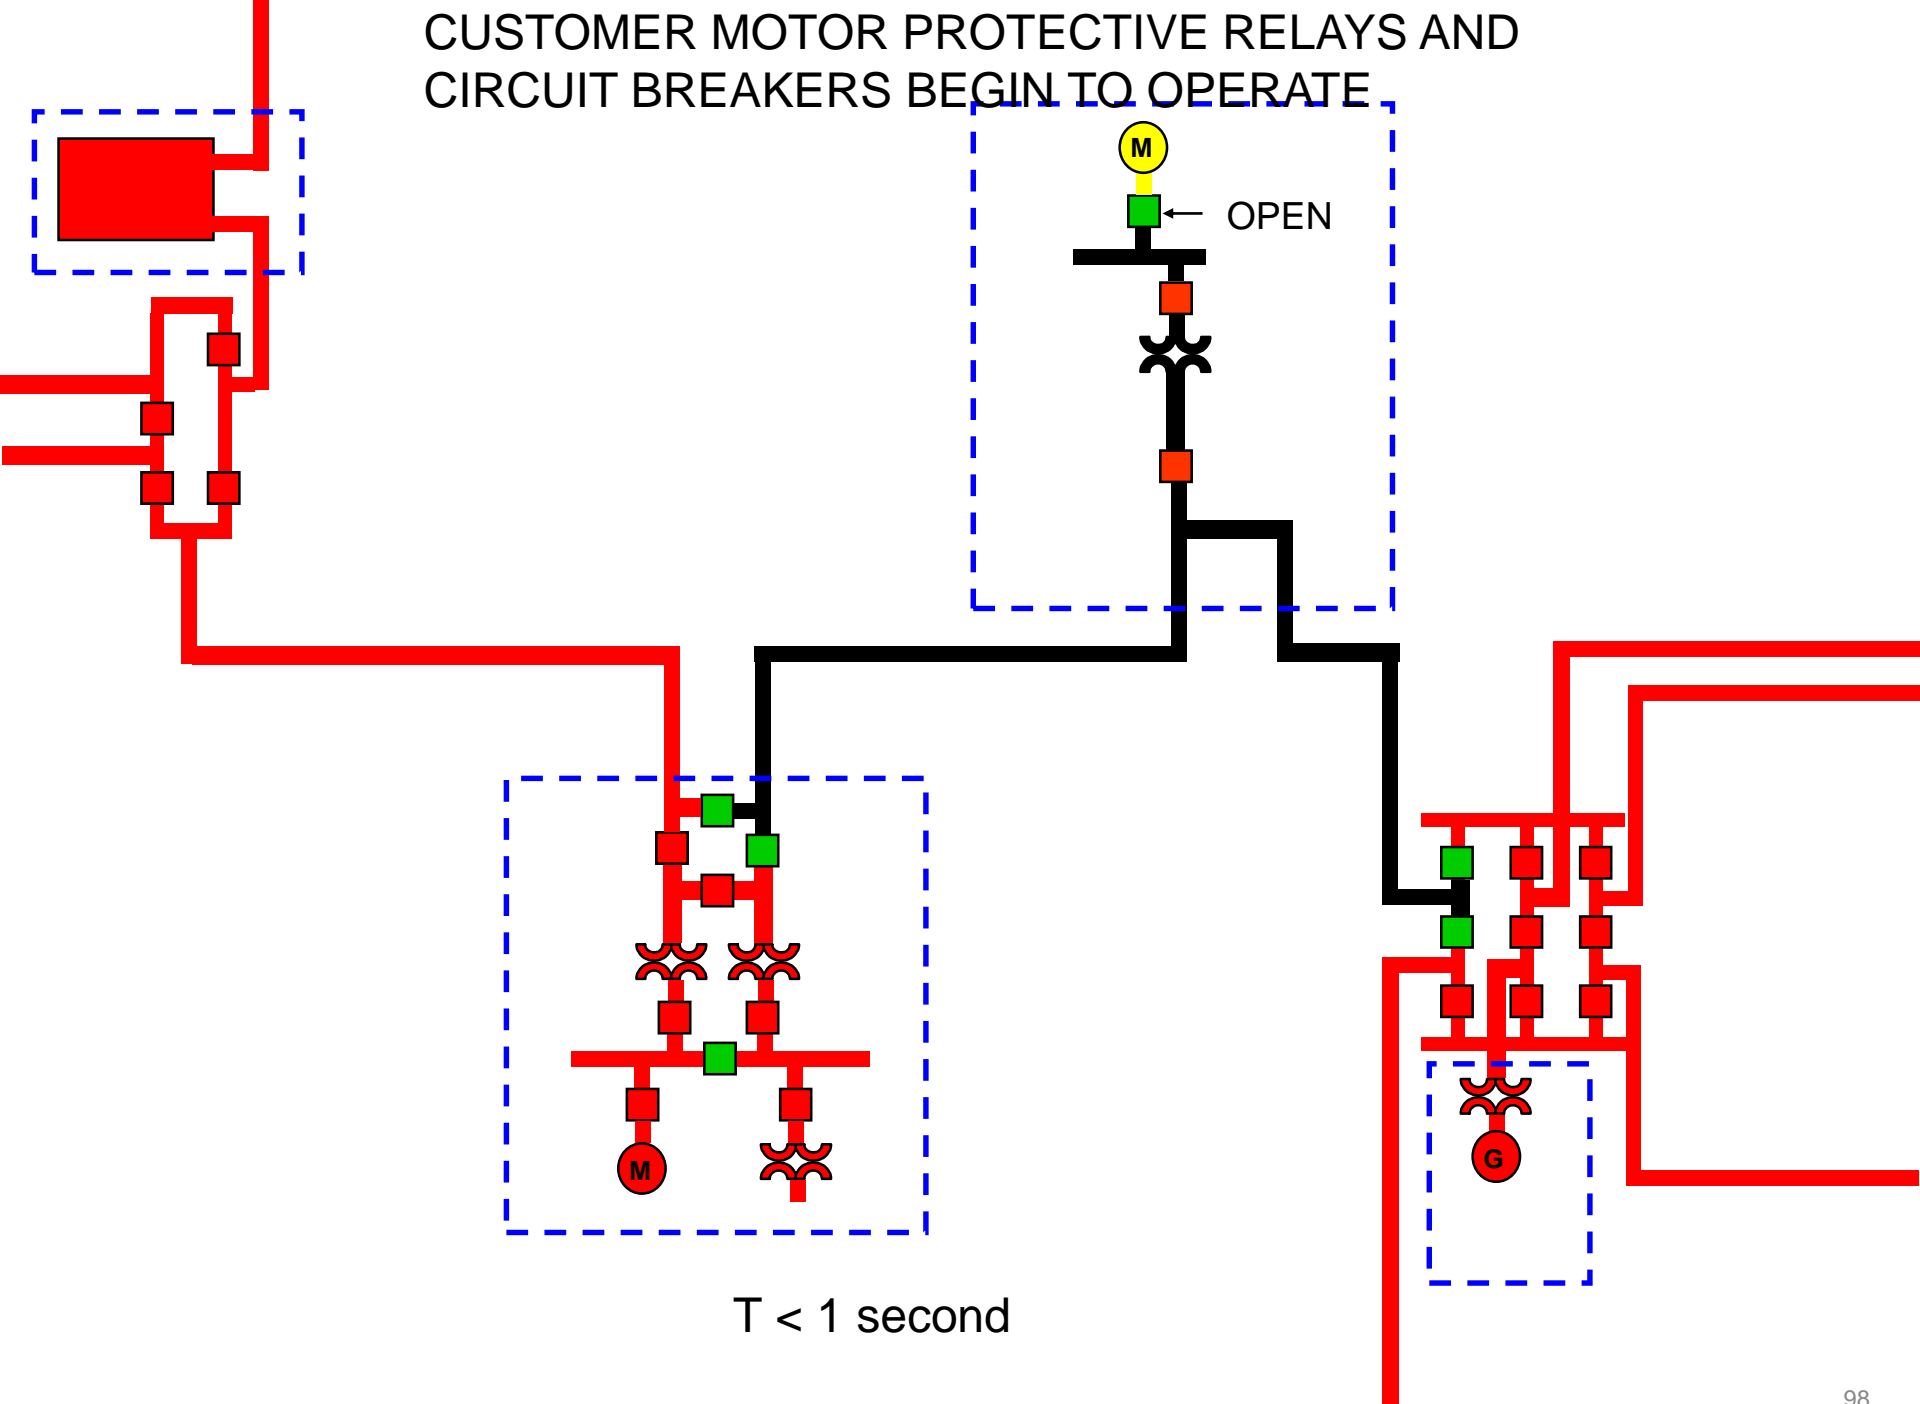 CUSTOMER MOTOR PROTECTIVE RELAYS AND
CIRCUIT BREAKERS BEGIN TO OPERATE
M
OPEN
M
G
T < 1 second
98